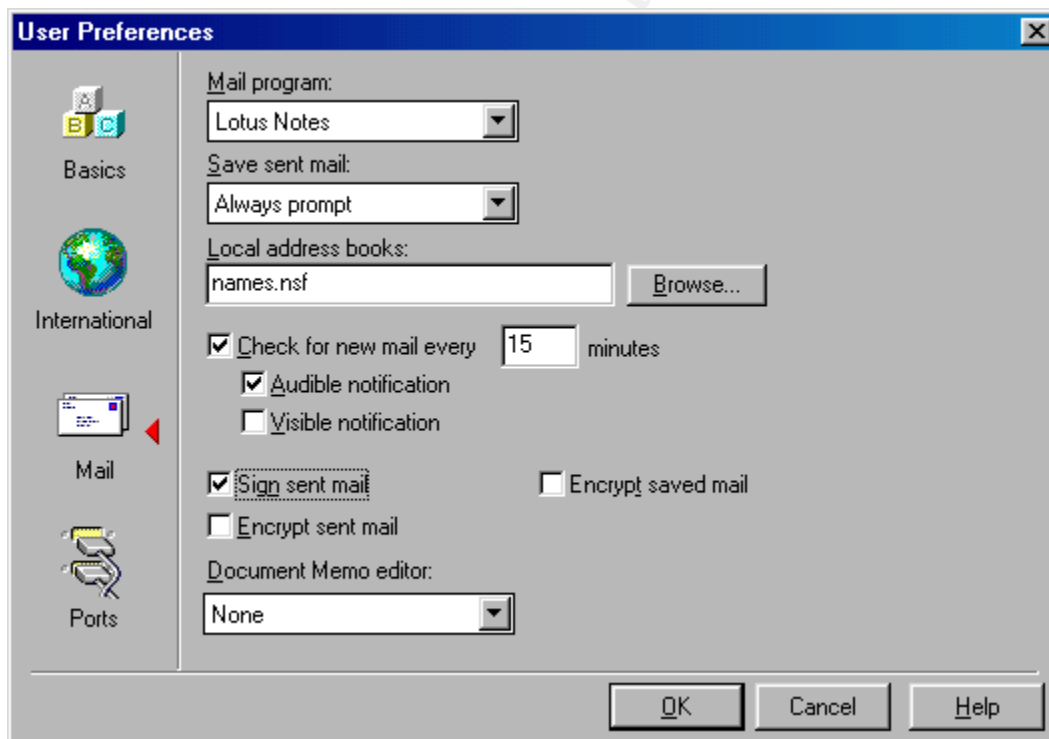 User Preferences
A
B C
Basics
International
Mail
Ports
Mail program:
Lotus Notes
Save sent mail:
Always prompt
Local address books:
names.nsf
Browse...
Check for new mail every 15 minutes
Audible notification
Visible notification
Sign sent mail
Encrypt saved mail
Encrypt sent mail
Document Memo editor:
None
OK
Cancel
Help